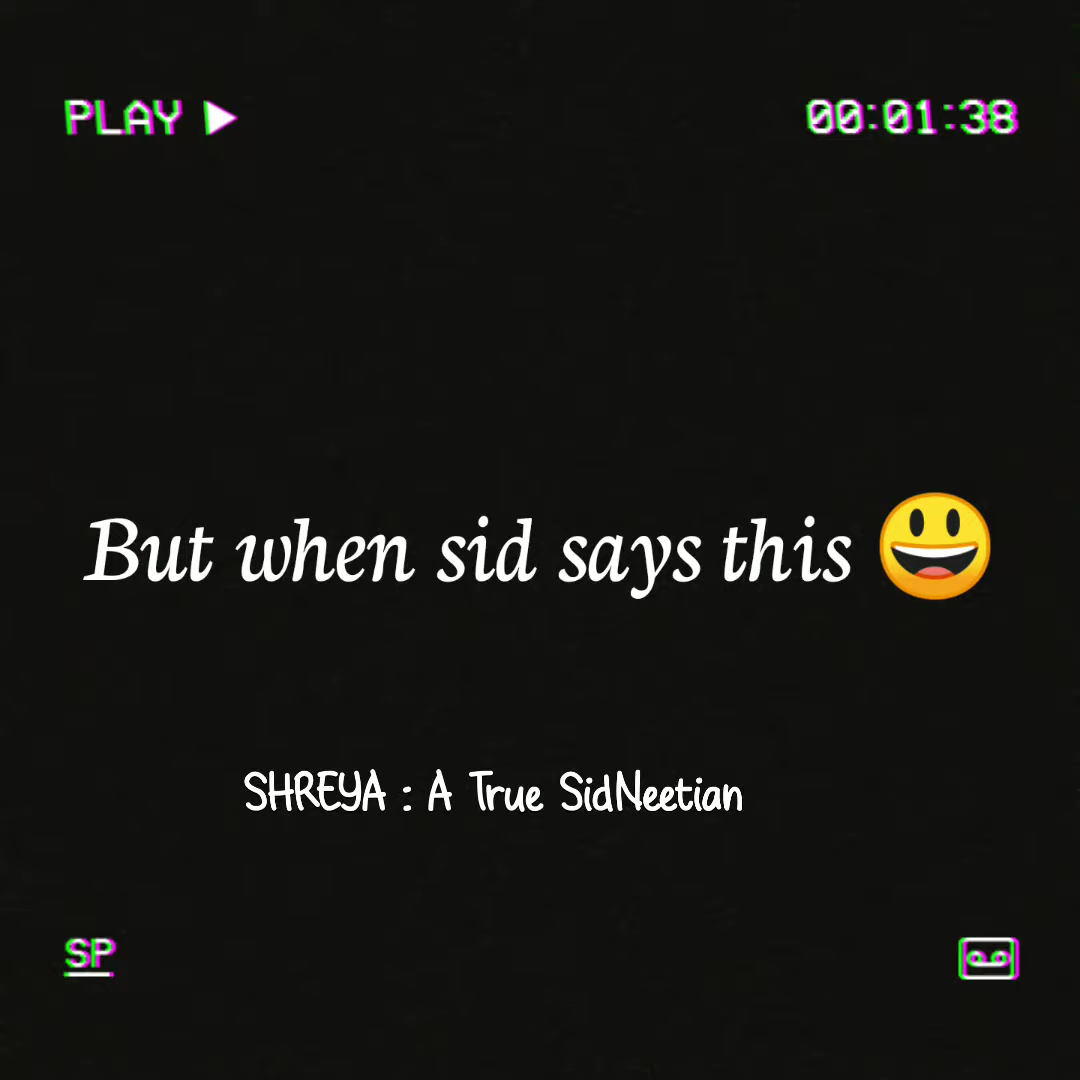 PLAY ▶ 00:01:38
But when sid says this 😃
SHREYA : A True SidNeetian
SP